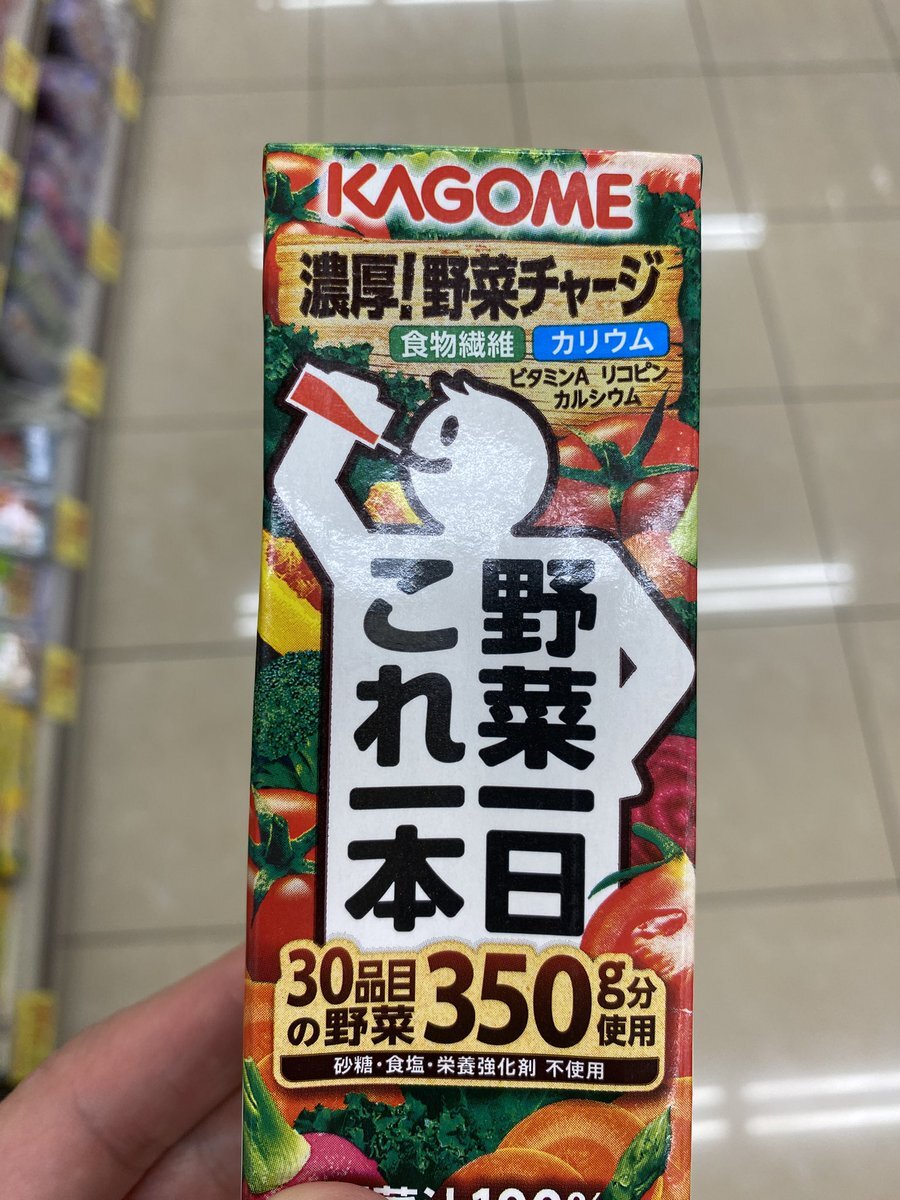 KAGOME
濃厚!野菜チャージ
食物繊維 カリウム
ビタミンA リコピン
カルシウム
野菜一日
これ一本
30品目
の野菜
350g分
使用
砂糖・食塩・栄養強化剤 不使用